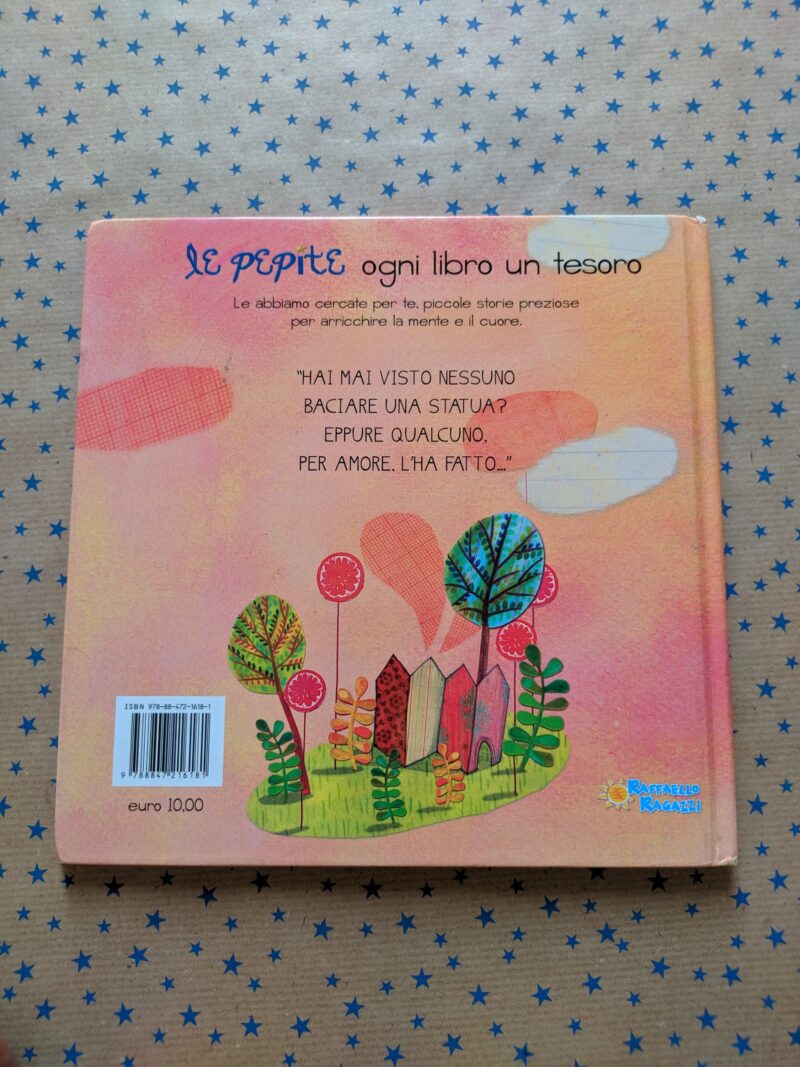 le pepite ogni libro un tesoro
Le abbiamo cercate per te, piccole storie preziose
per arricchire la mente e il cuore.
"HAI MAI VISTO NESSUNO
BACIARE UNA STATUA?
EPPURE QUALCUNO,
PER AMORE, L'HA FATTO..."
ISBN 978-88-472-1618-1
9 788847 216181
euro 10,00
RAFFAELLO
RAGAZZI